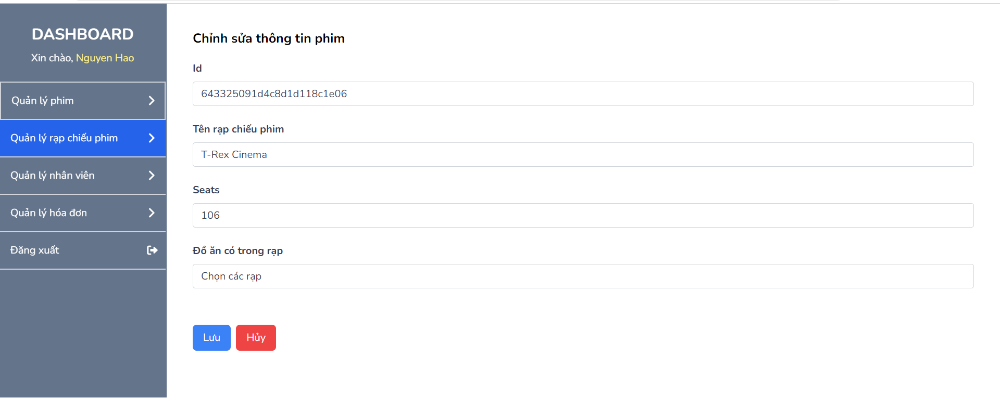 DASHBOARD
Xin chào, Nguyen Hao
Quản lý phim
Quản lý rạp chiếu phim
Quản lý nhân viên
Quản lý hóa đơn
Đăng xuất
Chỉnh sửa thông tin phim
Id
643325091d4c8d1d118c1e06
Tên rạp chiếu phim
T-Rex Cinema
Seats
106
Đồ ăn có trong rạp
Chọn các rạp
Lưu
Hủy